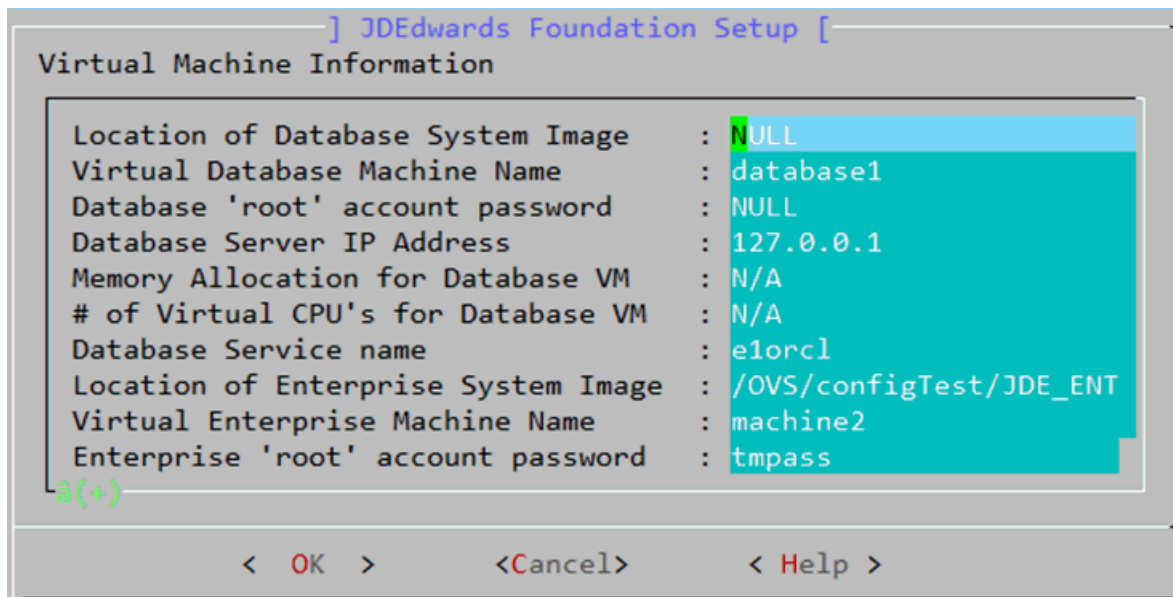 ] JDEdwards Foundation Setup [
Virtual Machine Information
Location of Database System Image : NULL
Virtual Database Machine Name : database1
Database 'root' account password : NULL
Database Server IP Address : 127.0.0.1
Memory Allocation for Database VM : N/A
# of Virtual CPU's for Database VM : N/A
Database Service name : e1orcl
Location of Enterprise System Image : /OVS/configTest/JDE_ENT
Virtual Enterprise Machine Name : machine2
Enterprise 'root' account password : tmpass
â(+)
< OK > <Cancel> < Help >